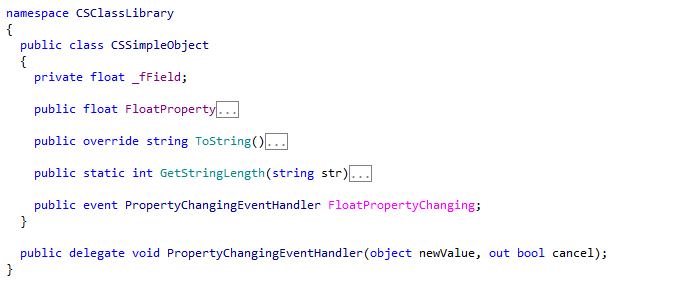 namespace CSClassLibrary
{
public class CSSimpleObject
{
private float _fField;
public float FloatProperty...
public override string ToString()...
public static int GetStringLength(string str)...
public event PropertyChangingEventHandler FloatPropertyChanging;
}
public delegate void PropertyChangingEventHandler(object newValue, out bool cancel);
}